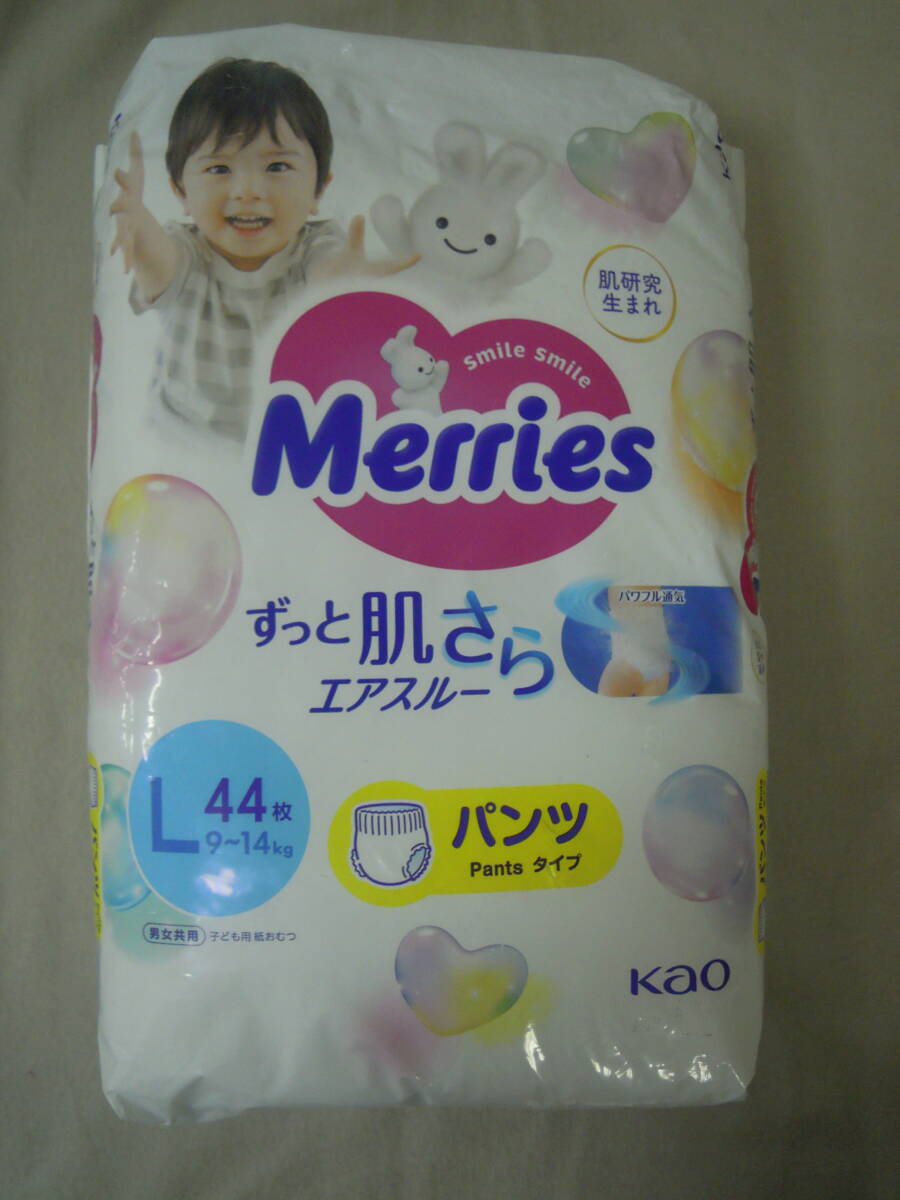 肌研究
生まれ
smile smile
Merries
ずっと肌さら
エアスルー
パワフル通気
L 44枚
9~14kg
パンツ
Pants タイプ
男女共用 子ども用 紙おむつ
Kao